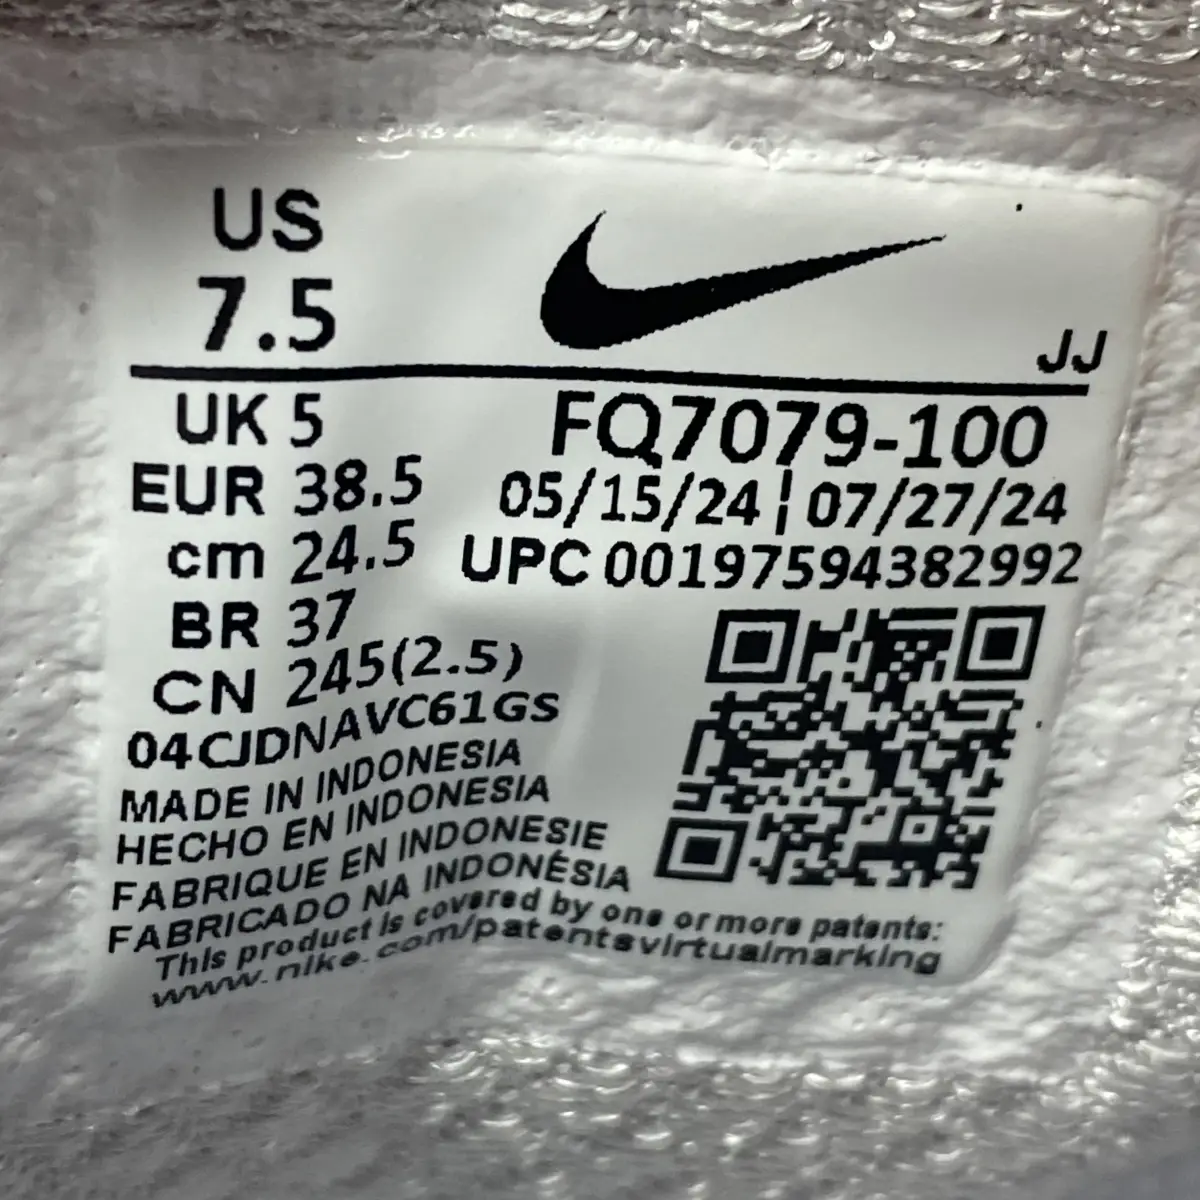 US
7.5
JJ
UK 5
EUR 38.5
cm 24.5
BR 37
CN 245(2.5)
FQ7079-100
05/15/24 | 07/27/24
UPC 00197594382992
04CJDNAVC61GS
MADE IN INDONESIA
HECHO EN INDONESIA
FABRIQUE EN INDONESIE
FABRICADO NA INDONÉSIA
This product is covered by one or more patents:
www.nike.com/patentsvirtualmarking